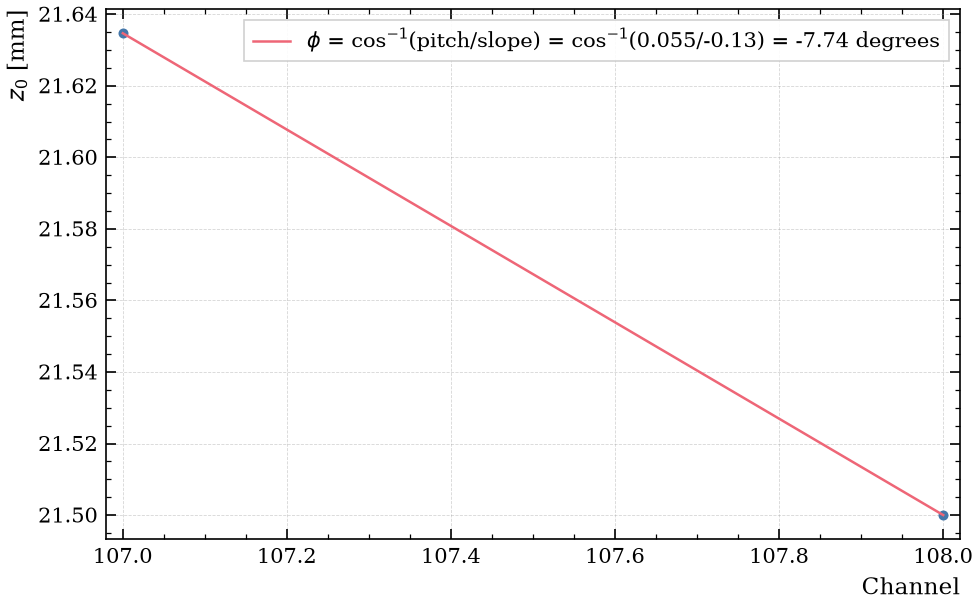 z₀ [mm]
21.64
21.62
21.60
21.58
21.56
21.54
21.52
21.50
ϕ = cos⁻¹(pitch/slope) = cos⁻¹(0.055/-0.13) = -7.74 degrees
107.0 107.2 107.4 107.6 107.8 108.0
Channel